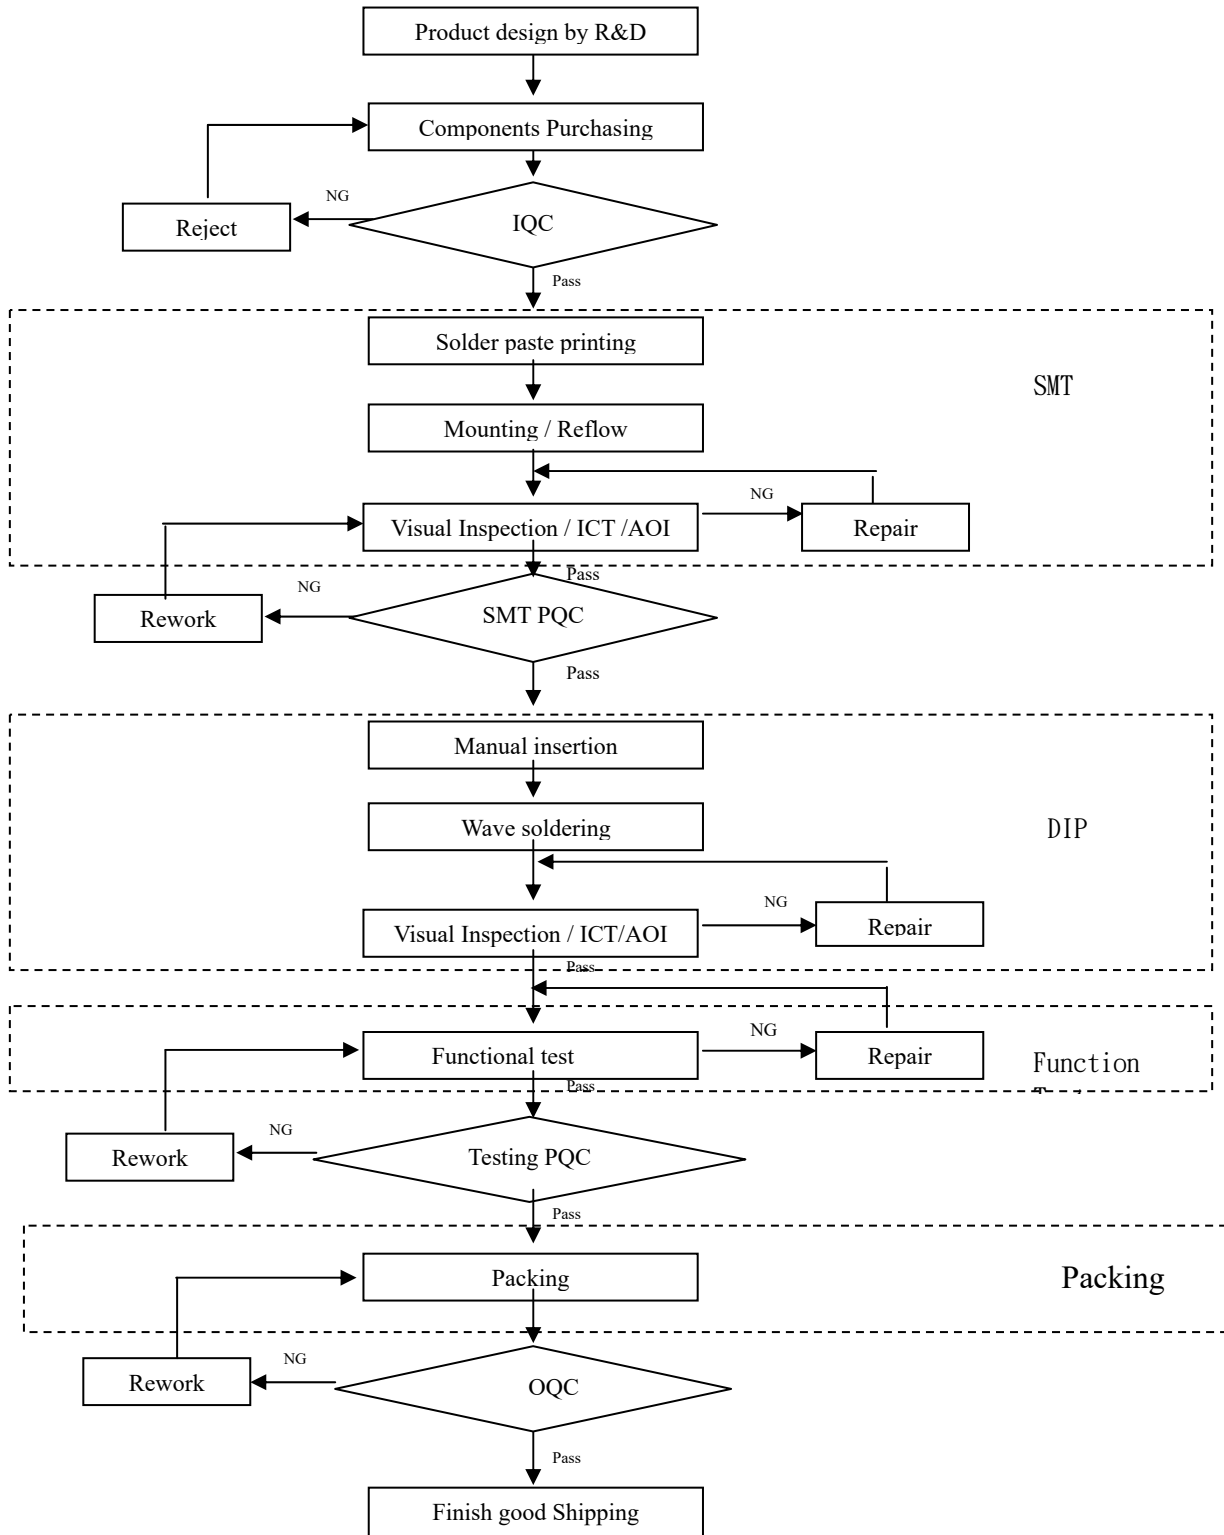 Product design by R&D
Components Purchasing
NG
Reject
IQC
Pass
Solder paste printing
SMT
Mounting / Reflow
NG
Visual Inspection / ICT /AOI
Repair
Pass
NG
Rework
SMT PQC
Pass
Manual insertion
Wave soldering
DIP
NG
Visual Inspection / ICT/AOI
Repair
Pass
NG
Functional test
Repair
Function
Pass
NG
Rework
Testing PQC
Pass
Packing
Packing
NG
Rework
OQC
Pass
Finish good Shipping